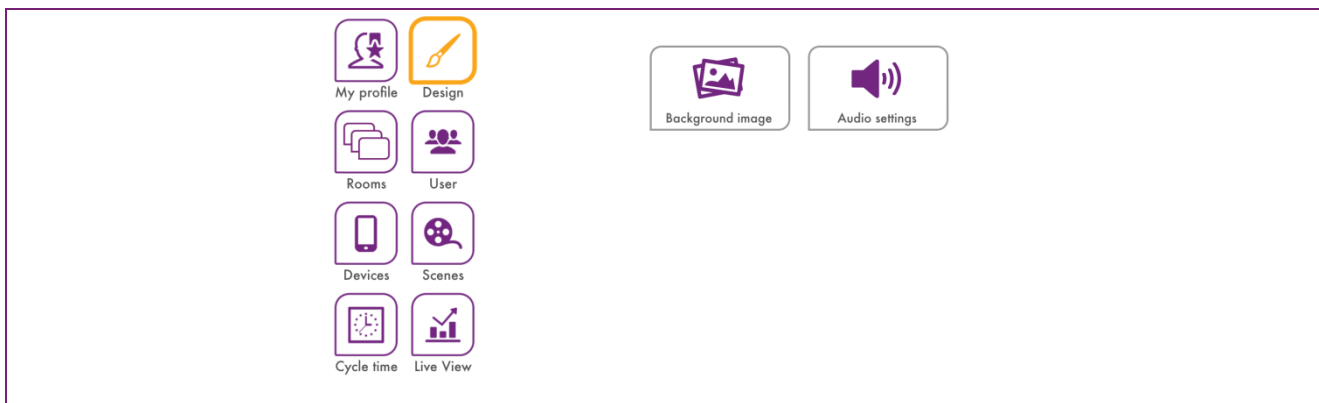 My profile
Design
Background image
Audio settings
Rooms
User
Devices
Scenes
Cycle time
Live View